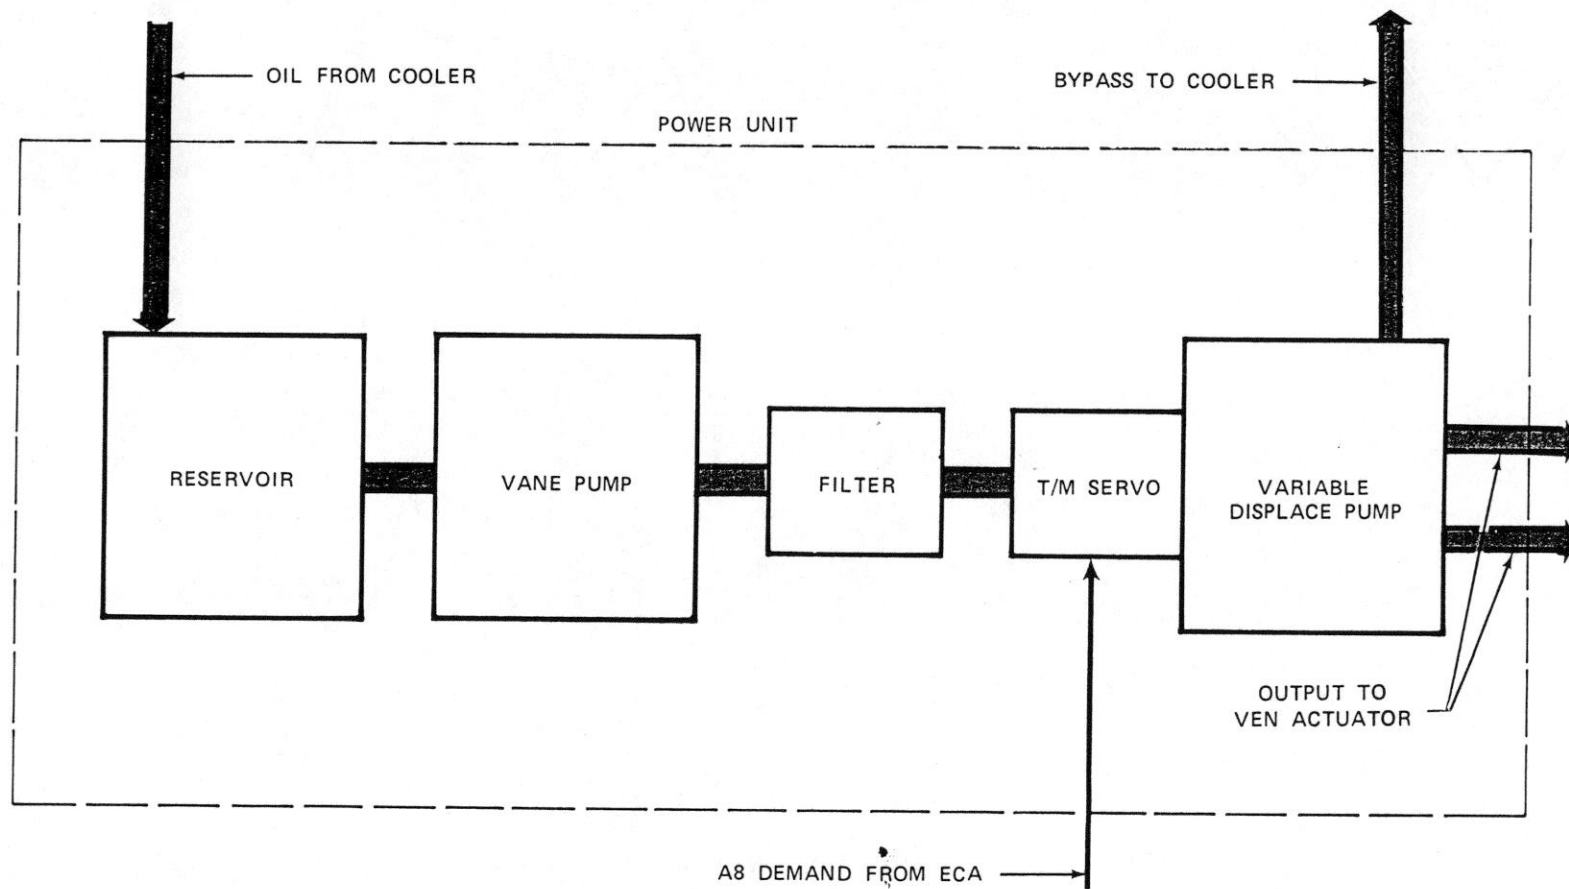 OIL FROM COOLER
BYPASS TO COOLER
POWER UNIT
RESERVOIR
VANE PUMP
FILTER
T/M SERVO
VARIABLE
DISPLACE PUMP
OUTPUT TO
VEN ACTUATOR
A8 DEMAND FROM ECA